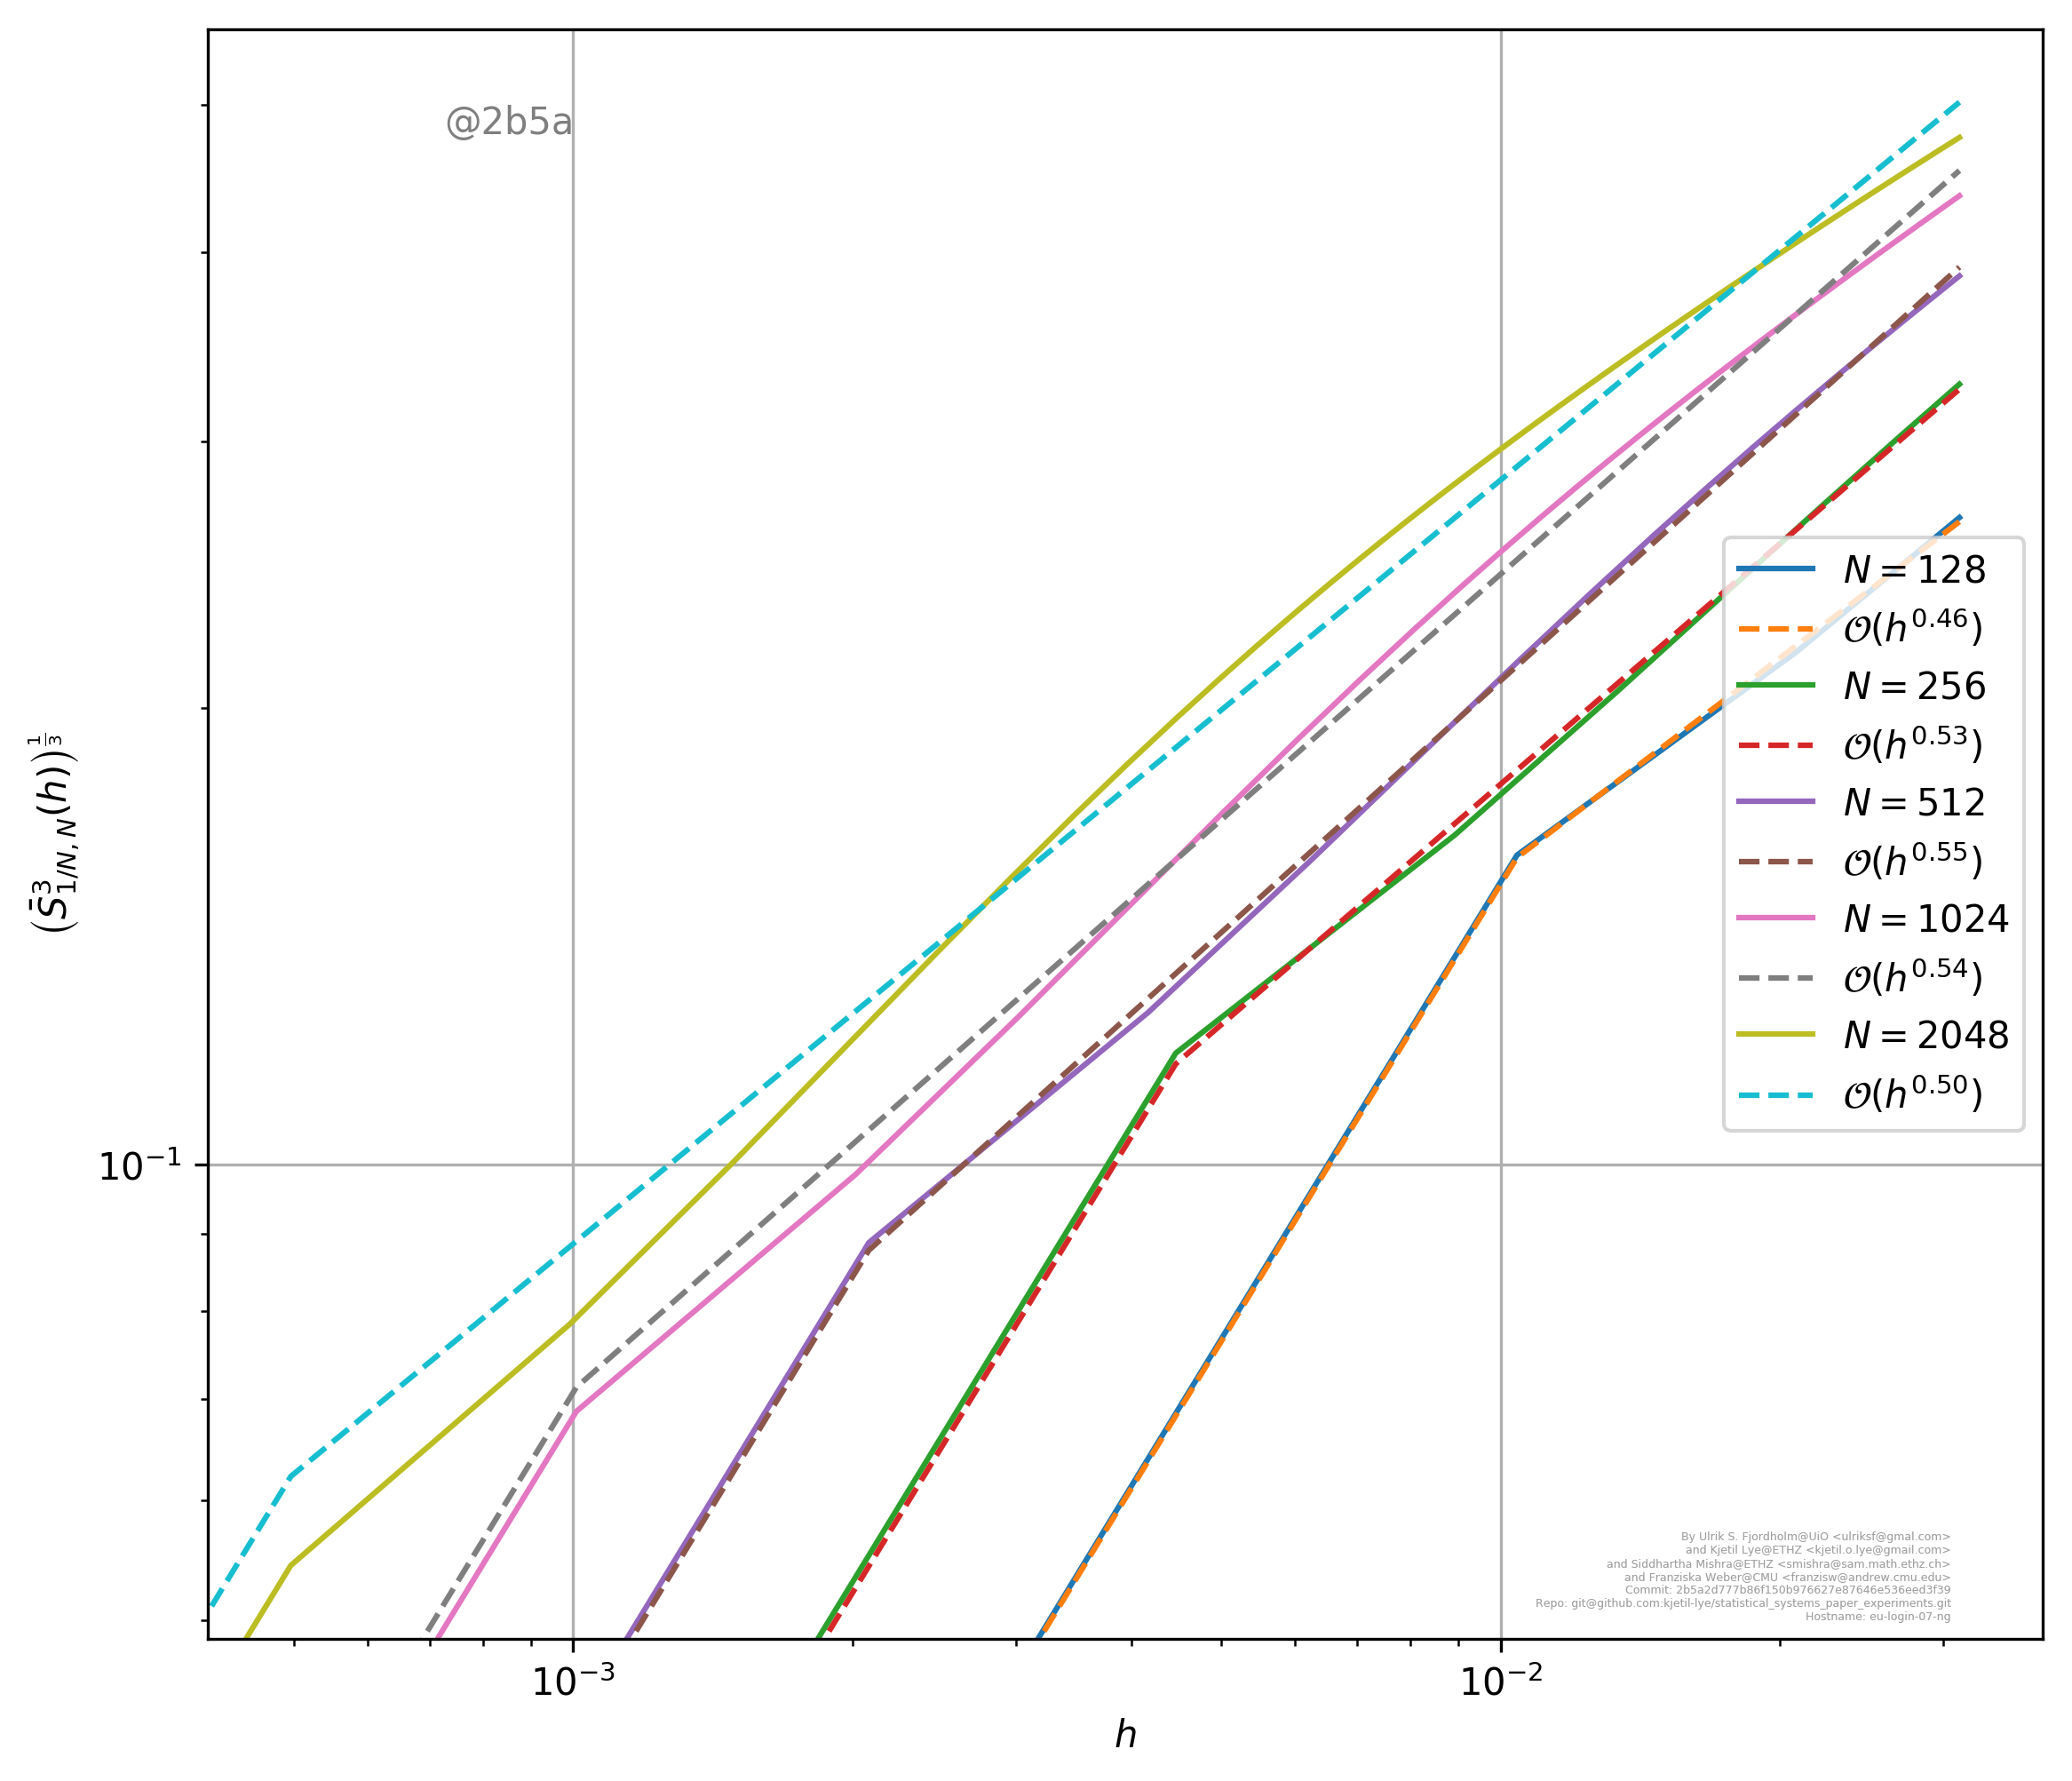 @2b5a
(S̄³_{1/N, N}(h))^{1/3}
10⁻¹
N = 128
𝒪(h^{0.46})
N = 256
𝒪(h^{0.53})
N = 512
𝒪(h^{0.55})
N = 1024
𝒪(h^{0.54})
N = 2048
𝒪(h^{0.50})
By Ulrik S. Fjordholm@UiO <ulriksf@gmal.com>
and Kjetil Lye@ETHZ <kjetil.o.lye@gmail.com>
and Siddhartha Mishra@ETHZ <smishra@sam.math.ethz.ch>
and Franziska Weber@CMU <franzisw@andrew.cmu.edu>
Commit: 2b5a2d777b86f150b976627e87646e536eed3f39
Repo: git@github.com:kjetil-lye/statistical_systems_paper_experiments.git
Hostname: eu-login-07-ng
10⁻³ 10⁻²
h